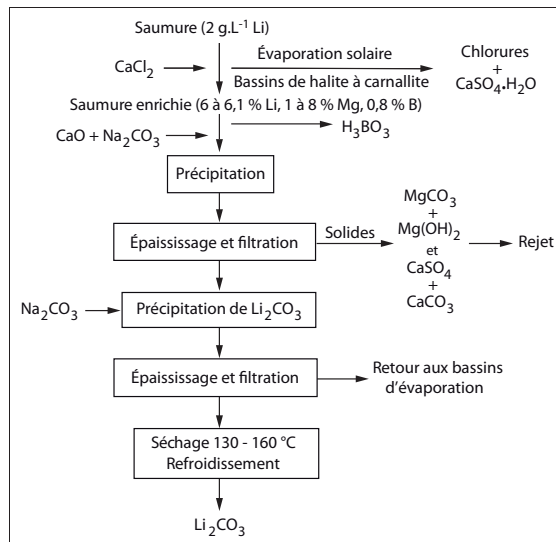 Saumure (2 g.L⁻¹ Li)
CaCl₂
Évaporation solaire
Bassins de halite à carnallite
Chlorures
+
CaSO₄•H₂O
Saumure enrichie (6 à 6,1 % Li, 1 à 8 % Mg, 0,8 % B)
H₃BO₃
CaO + Na₂CO₃
Précipitation
Épaississage et filtration
Solides
MgCO₃
+
Mg(OH)₂
et
CaSO₄
+
CaCO₃
Rejet
Na₂CO₃
Précipitation de Li₂CO₃
Épaississage et filtration
Retour aux bassins
d'évaporation
Séchage 130 - 160 °C
Refroidissement
Li₂CO₃